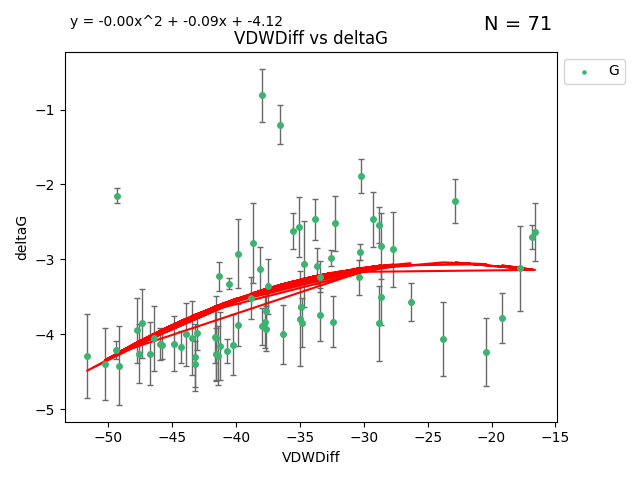 y = -0.00x^2 + -0.09x + -4.12
N = 71
VDWDiff vs deltaG
G
deltaG
−1
−2
−3
−4
−5
−50
−45
−40
−35
−30
−25
−20
−15
VDWDiff